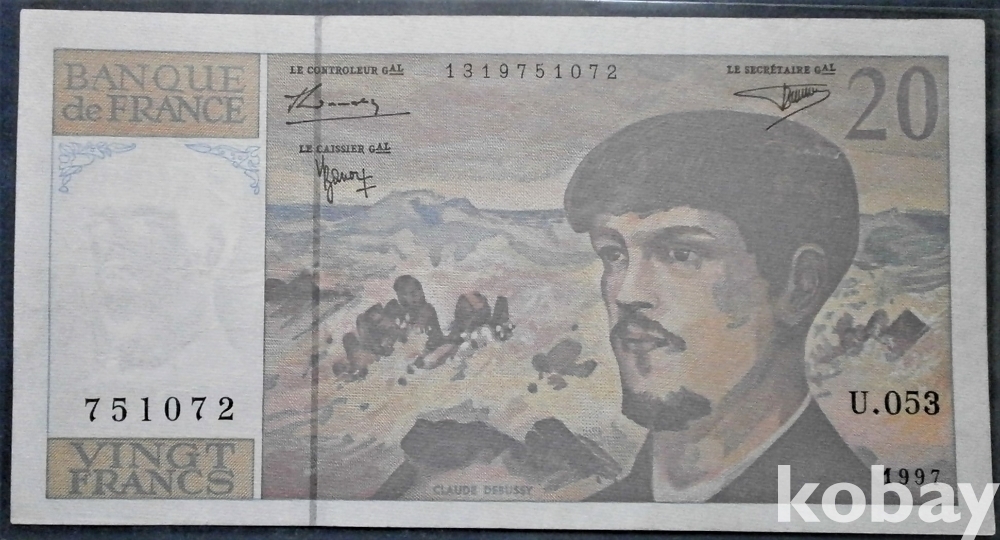 BANQUE
de FRANCE
LE CONTROLEUR GAL
1319751072
LE SECRÉTAIRE GAL
20
LE CAISSIER GAL
751072
U.053
VINGT
FRANCS
1997
CLAUDE DEBUSSY
kobay